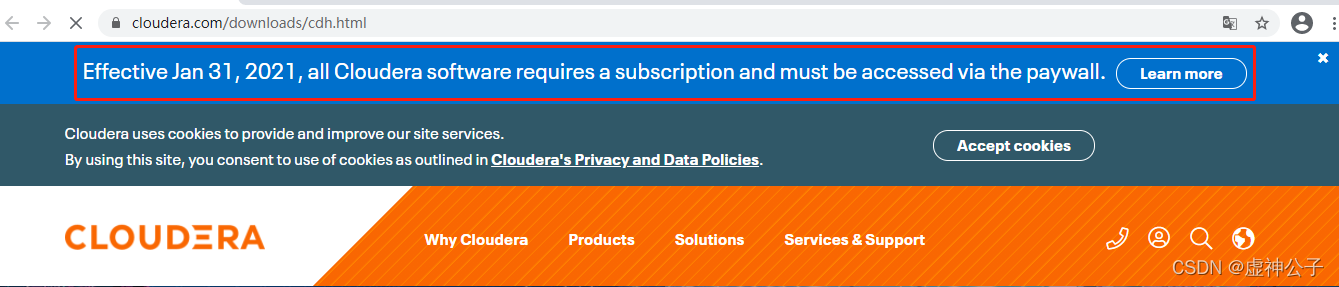 cloudera.com/downloads/cdh.html
Effective Jan 31, 2021, all Cloudera software requires a subscription and must be accessed via the paywall. Learn more
Cloudera uses cookies to provide and improve our site services.
By using this site, you consent to use of cookies as outlined in Cloudera's Privacy and Data Policies.
Accept cookies
CLOUDERA
Why Cloudera Products Solutions Services & Support
CSDN @虚神公子